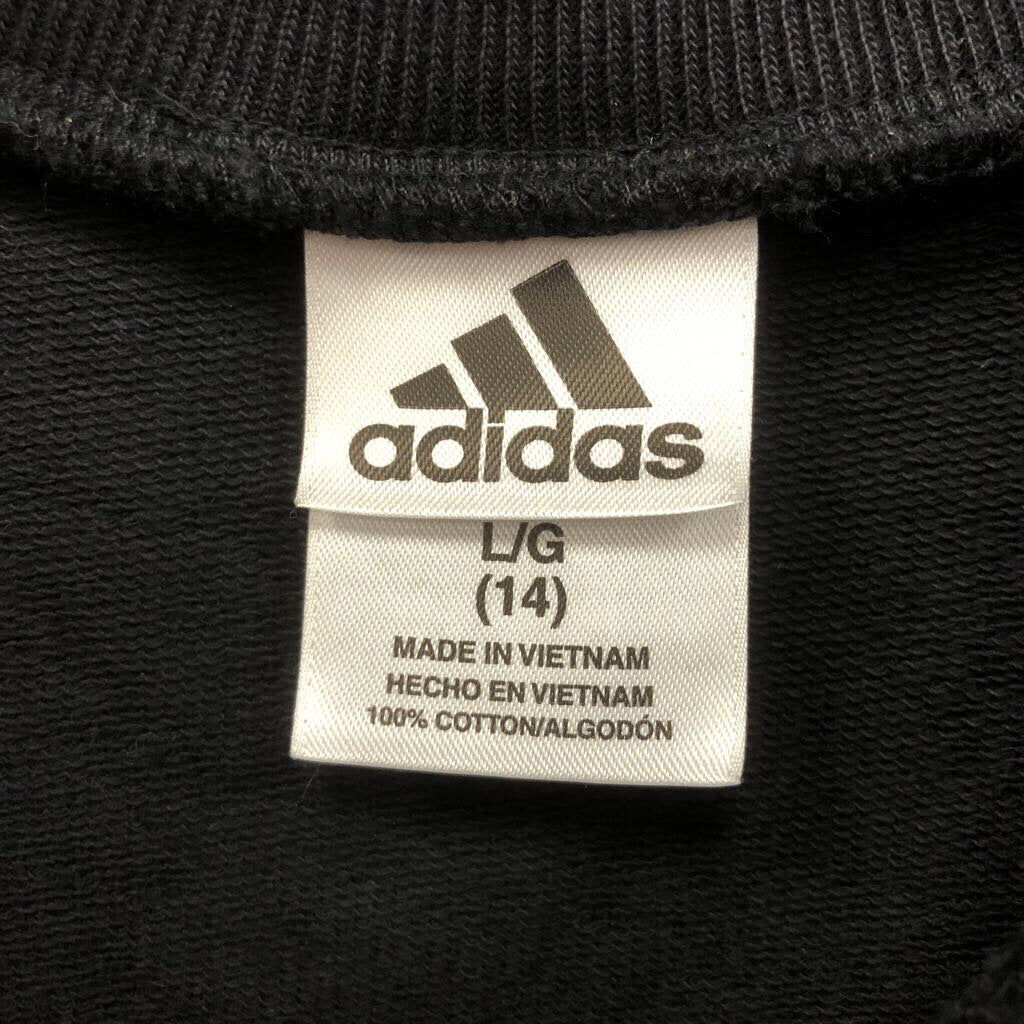 adidas
L/G
(14)
MADE IN VIETNAM
HECHO EN VIETNAM
100% COTTON/ALGODÓN